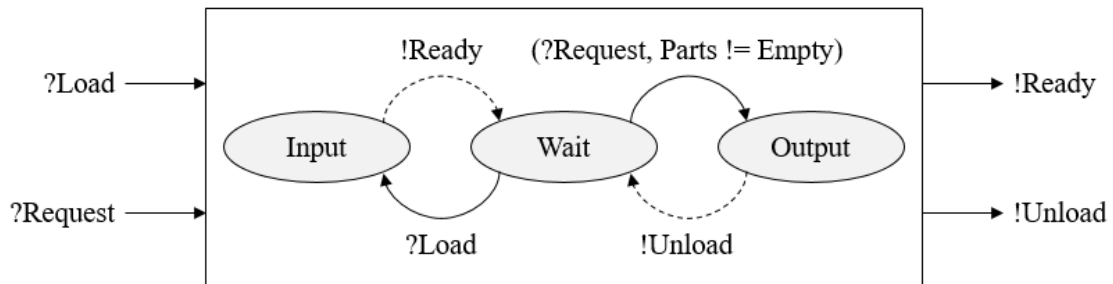 !Ready
(?Request, Parts != Empty)
?Load
!Ready
Input
Wait
Output
?Request
!Unload
?Load
!Unload